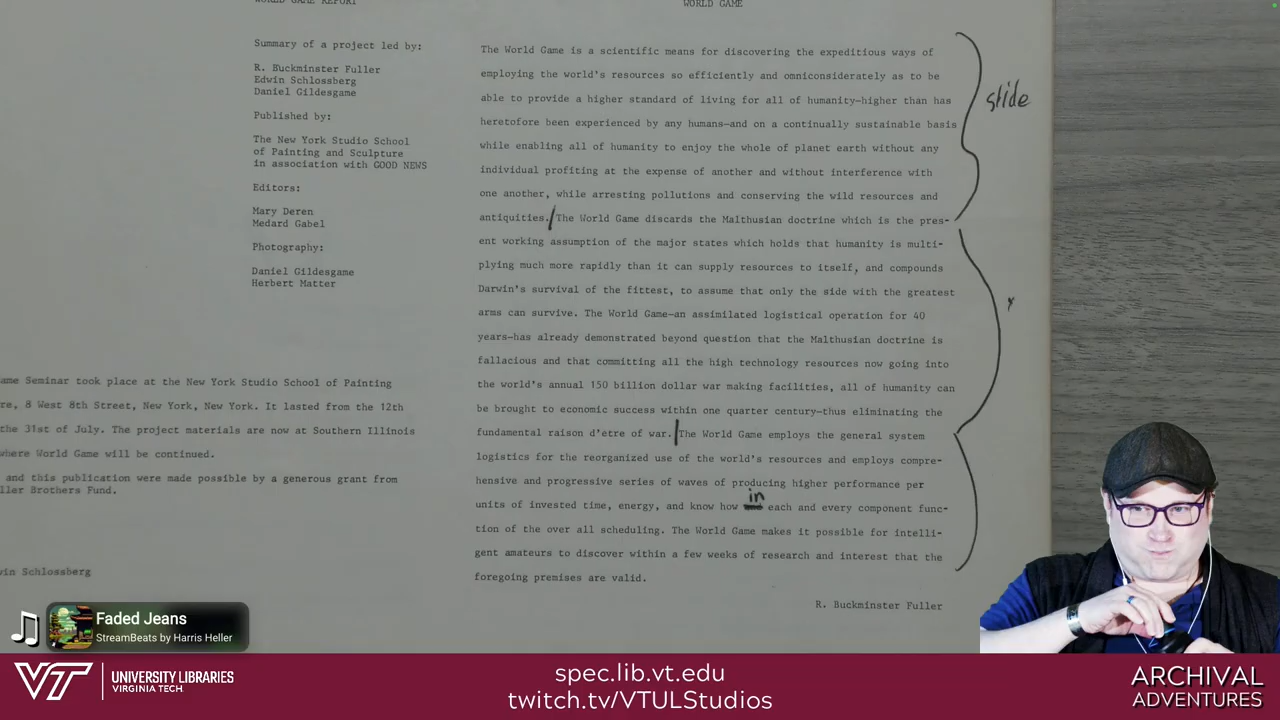 WORLD GAME REPORT
Summary of a project led by:
R. Buckminster Fuller
Edwin Schlossberg
Daniel Gildesgame
Published by:
The New York Studio School
of Painting and Sculpture
in association with GOOD NEWS
Editors:
Mary Deren
Medard Gabel
Photography:
Daniel Gildesgame
Herbert Matter
ame Seminar took place at the New York Studio School of Painting
re, 8 West 8th Street, New York, New York. It lasted from the 12th
the 31st of July. The project materials are now at Southern Illinois
where World Game will be continued.
and this publication were made possible by a generous grant from
ller Brothers Fund.
win Schlossberg
WORLD GAME
The World Game is a scientific means for discovering the expeditious ways of
employing the world's resources so efficiently and omniconsiderately as to be
able to provide a higher standard of living for all of humanity—higher than has
heretofore been experienced by any humans—and on a continually sustainable basis
while enabling all of humanity to enjoy the whole of planet earth without any
individual profiting at the expense of another and without interference with
one another, while arresting pollutions and conserving the wild resources and
antiquities. The World Game discards the Malthusian doctrine which is the pres-
ent working assumption of the major states which holds that humanity is multi-
plying much more rapidly than it can supply resources to itself, and compounds
Darwin's survival of the fittest, to assume that only the side with the greatest
arms can survive. The World Game—an assimilated logistical operation for 40
years—has already demonstrated beyond question that the Malthusian doctrine is
fallacious and that committing all the high technology resources now going into
the world's annual 150 billion dollar war making facilities, all of humanity can
be brought to economic success within one quarter century—thus eliminating the
fundamental raison d'etre of war. The World Game employs the general system
logistics for the reorganized use of the world's resources and employs compre-
hensive and progressive series of waves of producing higher performance per
units of invested time, energy, and know how in each and every component func-
tion of the over all scheduling. The World Game makes it possible for intelli-
gent amateurs to discover within a few weeks of research and interest that the
foregoing premises are valid.
R. Buckminster Fuller
slide
Faded Jeans
StreamBeats by Harris Heller
VT UNIVERSITY LIBRARIES
VIRGINIA TECH.
spec.lib.vt.edu
twitch.tv/VTULStudios
ARCHIVAL
ADVENTURES